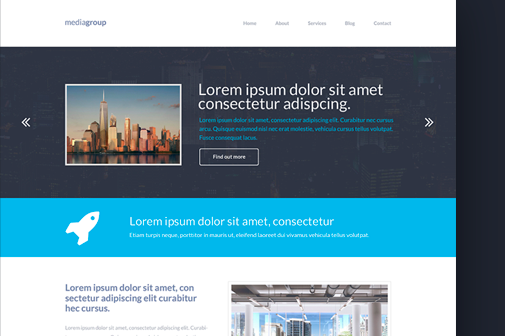 mediagroup
Home About Services Blog Contact
Lorem ipsum dolor sit amet
consectetur adipscing.
Lorem ipsum dolor sit amet, consectetur adipiscing elit. Curabitur hec cursus
arcu. Quisque euismod nisi nec erat molestie, vehicula cursus tellus volutpat.
Fusce consequat lacus.
Find out more
Lorem ipsum dolor sit amet, consectetur
Etiam turpis neque, portitor in mauris ut, eleifend laoreet dui vivamus vehicula tellus volutpat.
Lorem ipsum dolor sit amet, con
sectetur adipiscing elit curabitur
hec cursus.
Lorem ipsum dolor sit amet, consectetur adipiscing elit. Curabi-